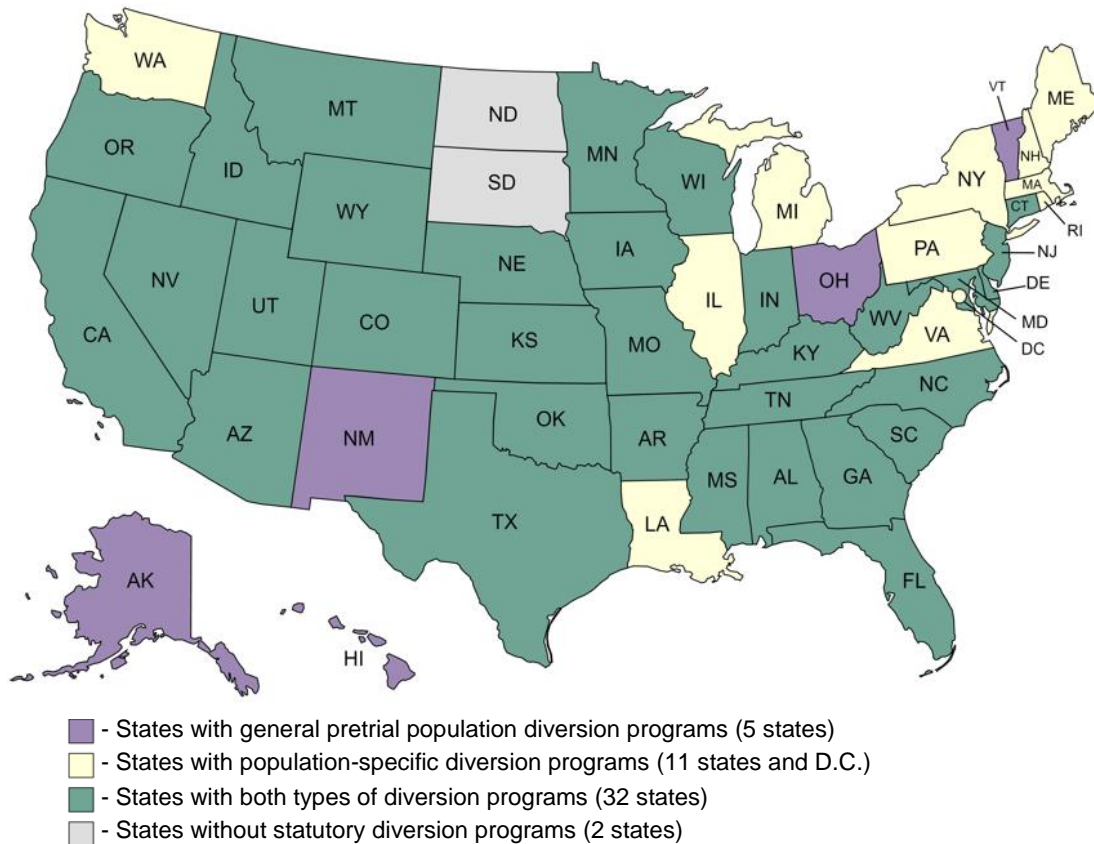 WA
MT
ND
MN
VT
ME
OR
ID
SD
WI
NH
NY
MA
WY
MI
CT
RI
IA
PA
NE
NJ
NV
OH
DE
UT
IL
IN
CO
WV
MD
CA
KS
MO
VA
DC
KY
NC
TN
AZ
NM
OK
AR
SC
MS
AL
GA
TX
LA
AK
FL
HI
- States with general pretrial population diversion programs (5 states)
- States with population-specific diversion programs (11 states and D.C.)
- States with both types of diversion programs (32 states)
- States without statutory diversion programs (2 states)